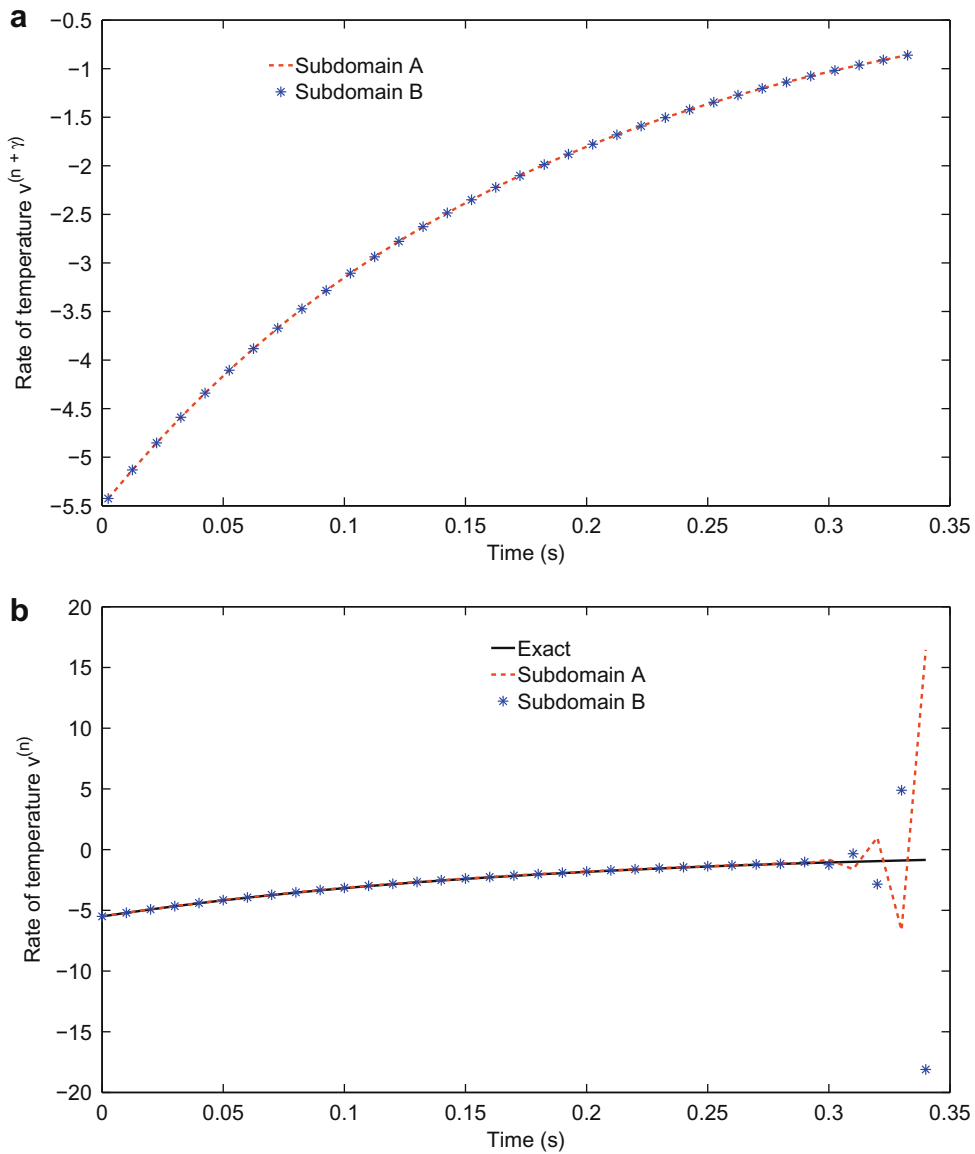 a
−0.5
−1
−1.5
−2
−2.5
−3
−3.5
−4
−4.5
−5
−5.5
Rate of temperature v^(n + γ)
Subdomain A
Subdomain B
0 0.05 0.1 0.15 0.2 0.25 0.3 0.35
Time (s)
b
20
15
10
5
0
−5
−10
−15
−20
Rate of temperature v^(n)
Exact
Subdomain A
Subdomain B
0 0.05 0.1 0.15 0.2 0.25 0.3 0.35
Time (s)